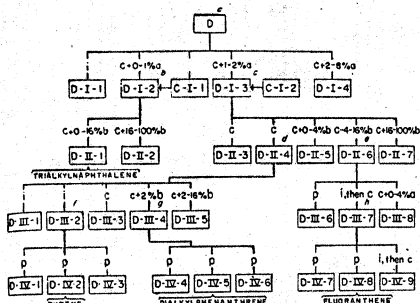 a
D
C+0-1%a C+1-2%a C+2-8%a
b c
D-I-1 D-I-2 C-I-1 D-I-3 C-I-2 D-I-4
C+0-16%b C+16-100%b C C C+0-4%b C-4-16%b C+16-100%b
d e
D-II-1 D-II-2 D-II-3 D-II-4 D-II-5 D-II-6 D-II-7
TRIALKYLNAPHTHALENE
f C C+2%b C+2-16%b P i, then C C+0-4%a
g h
D-III-1 D-III-2 D-III-3 D-III-4 D-III-5 D-III-6 D-III-7 D-III-8
P P P P P P P P i, then c
D-IV-1 D-IV-2 D-IV-3 D-IV-4 D-IV-5 D-IV-6 D-IV-7 D-IV-8
DIALKYLPHENANTHRENE FLUORANTHENE